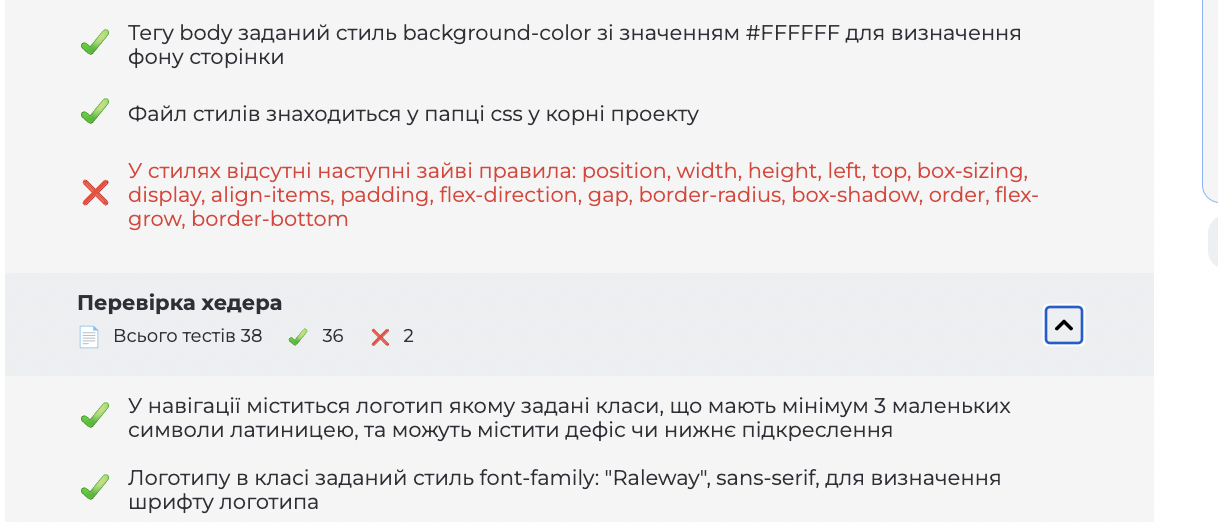 Тегу body заданий стиль background-color зі значенням #FFFFFF для визначення
фону сторінки
Файл стилів знаходиться у папці css у корні проекту
У стилях відсутні наступні зайві правила: position, width, height, left, top, box-sizing,
display, align-items, padding, flex-direction, gap, border-radius, box-shadow, order, flex-
grow, border-bottom
Перевірка хедера
Всього тестів 38 36 2
У навігації міститься логотип якому задані класи, що мають мінімум 3 маленьких
символи латиницею, та можуть містити дефіс чи нижнє підкреслення
Логотипу в класі заданий стиль font-family: "Raleway", sans-serif, для визначення
шрифту логотипа